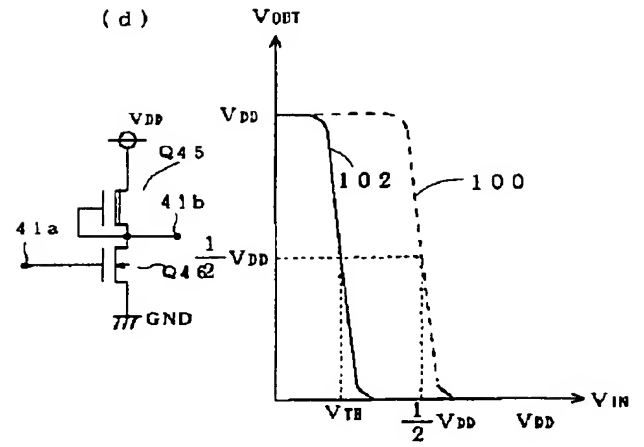 (d)
VDD
Q45
41b
41a
Q46
GND
VOUT
VDD
1/2 VDD
102
100
VTH
1/2 VDD
VDD
VIN